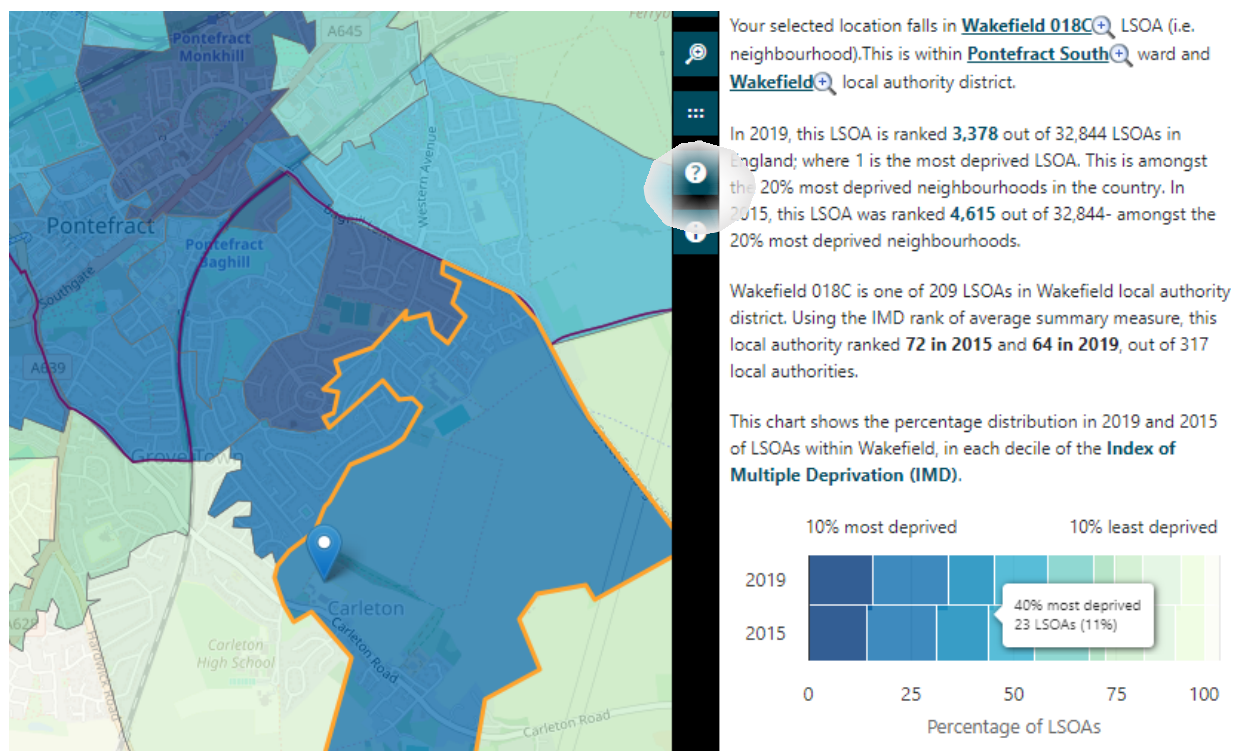 Ferry
A645
Pontefract
Monkhill
Western Avenue
Pontefract
Pontefract
Baghill
Southgate
A639
Grove Town
Carleton
Carleton Road
Carleton
High School
A628
Hardwick Road
Carleton Road
Your selected location falls in Wakefield 018C LSOA (i.e.
neighbourhood).This is within Pontefract South ward and
Wakefield local authority district.
In 2019, this LSOA is ranked 3,378 out of 32,844 LSOAs in
England; where 1 is the most deprived LSOA. This is amongst
the 20% most deprived neighbourhoods in the country. In
2015, this LSOA was ranked 4,615 out of 32,844- amongst the
20% most deprived neighbourhoods.
Wakefield 018C is one of 209 LSOAs in Wakefield local authority
district. Using the IMD rank of average summary measure, this
local authority ranked 72 in 2015 and 64 in 2019, out of 317
local authorities.
This chart shows the percentage distribution in 2019 and 2015
of LSOAs within Wakefield, in each decile of the Index of
Multiple Deprivation (IMD).
10% most deprived 10% least deprived
2019
40% most deprived
23 LSOAs (11%)
2015
0 25 50 75 100
Percentage of LSOAs